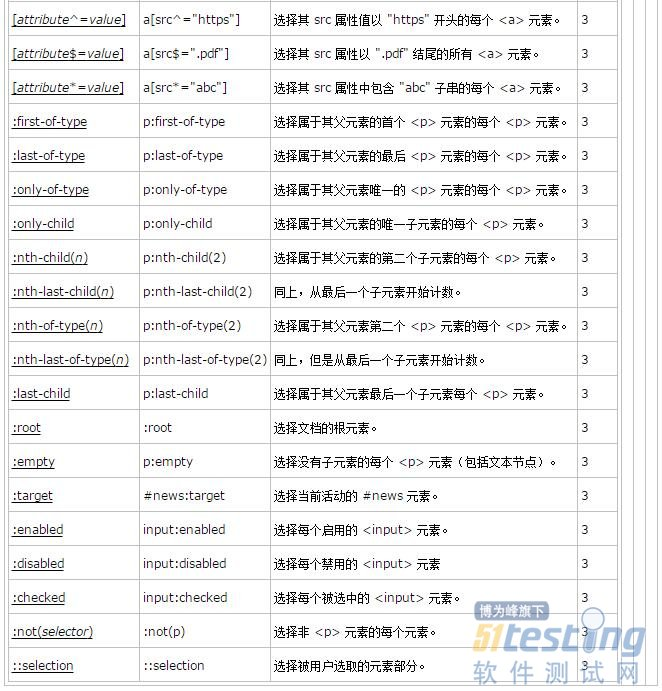 [attribute^=value] a[src^="https"] 选择其 src 属性值以 "https" 开头的每个 <a> 元素。 3
[attribute$=value] a[src$=".pdf"] 选择其 src 属性以 ".pdf" 结尾的所有 <a> 元素。 3
[attribute*=value] a[src*="abc"] 选择其 src 属性中包含 "abc" 子串的每个 <a> 元素。 3
:first-of-type p:first-of-type 选择属于其父元素的首个 <p> 元素的每个 <p> 元素。 3
:last-of-type p:last-of-type 选择属于其父元素的最后 <p> 元素的每个 <p> 元素。 3
:only-of-type p:only-of-type 选择属于其父元素唯一的 <p> 元素的每个 <p> 元素。 3
:only-child p:only-child 选择属于其父元素的唯一子元素的每个 <p> 元素。 3
:nth-child(n) p:nth-child(2) 选择属于其父元素的第二个子元素的每个 <p> 元素。 3
:nth-last-child(n) p:nth-last-child(2) 同上，从最后一个子元素开始计数。 3
:nth-of-type(n) p:nth-of-type(2) 选择属于其父元素第二个 <p> 元素的每个 <p> 元素。 3
:nth-last-of-type(n) p:nth-last-of-type(2) 同上，但是从最后一个子元素开始计数。 3
:last-child p:last-child 选择属于其父元素最后一个子元素每个 <p> 元素。 3
:root :root 选择文档的根元素。 3
:empty p:empty 选择没有子元素的每个 <p> 元素（包括文本节点）。 3
:target #news:target 选择当前活动的 #news 元素。 3
:enabled input:enabled 选择每个启用的 <input> 元素。 3
:disabled input:disabled 选择每个禁用的 <input> 元素 3
:checked input:checked 选择每个被选中的 <input> 元素。 3
:not(selector) :not(p) 选择非 <p> 元素的每个元素。 3
::selection ::selection 选择被用户选取的元素部分。 3
博为峰旗下
51testing
软件测试网